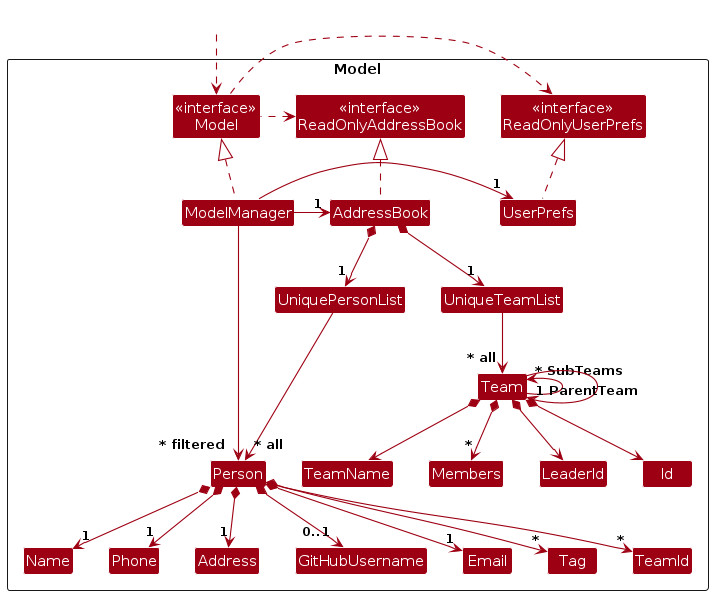 Model
«interface»
Model
«interface»
ReadOnlyAddressBook
«interface»
ReadOnlyUserPrefs
1
ModelManager
1
AddressBook
UserPrefs
1
1
UniquePersonList
UniqueTeamList
* all
* SubTeams
Team
1 ParentTeam
* filtered
* all
*
Person
TeamName
Members
LeaderId
Id
1
1
1
0..1
1
*
*
Name
Phone
Address
GitHubUsername
Email
Tag
TeamId